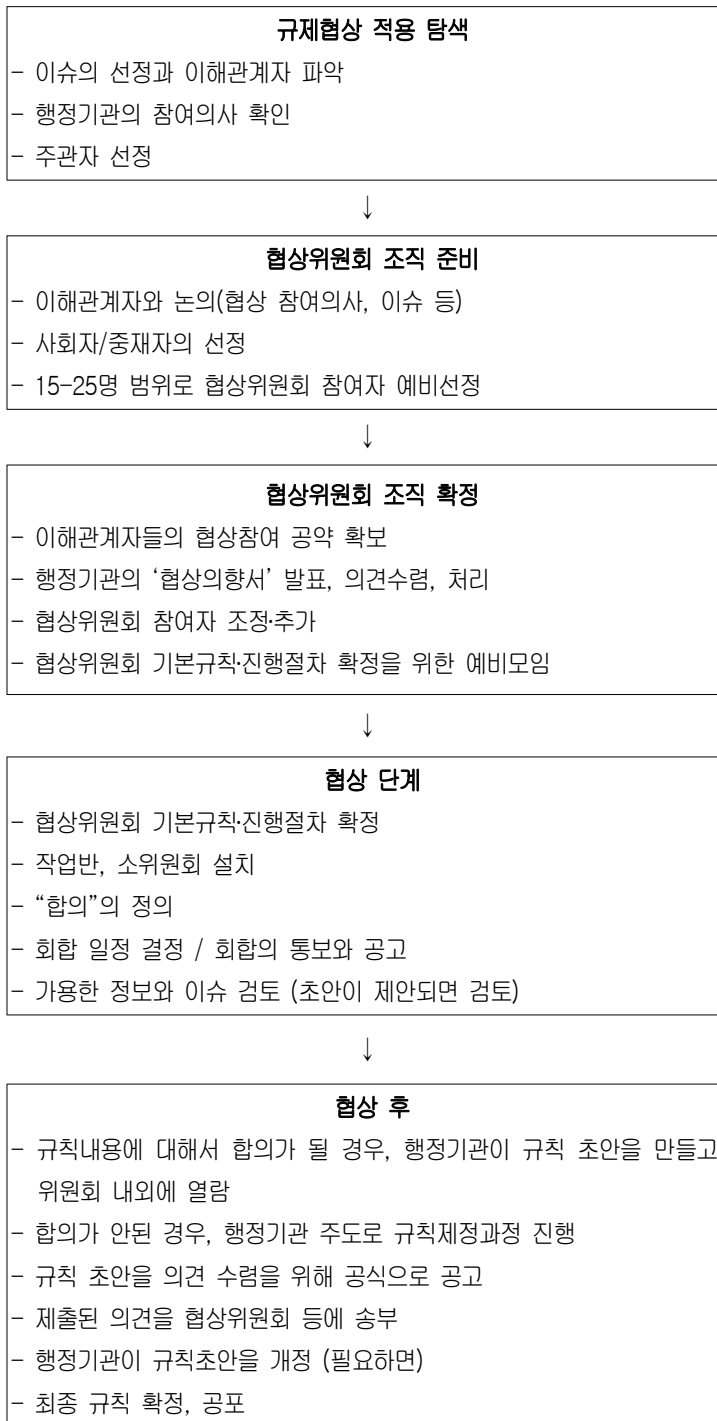 규제협상 적용 탐색
- 이슈의 선정과 이해관계자 파악
- 행정기관의 참여의사 확인
- 주관자 선정
↓
협상위원회 조직 준비
- 이해관계자와 논의(협상 참여의사, 이슈 등)
- 사회자/중재자의 선정
- 15-25명 범위로 협상위원회 참여자 예비선정
↓
협상위원회 조직 확정
- 이해관계자들의 협상참여 공약 확보
- 행정기관의 ‘협상의향서’ 발표, 의견수렴, 처리
- 협상위원회 참여자 조정·추가
- 협상위원회 기본규칙·진행절차 확정을 위한 예비모임
↓
협상 단계
- 협상위원회 기본규칙·진행절차 확정
- 작업반, 소위원회 설치
- “합의”의 정의
- 회합 일정 결정 / 회합의 통보와 공고
- 가용한 정보와 이슈 검토 (초안이 제안되면 검토)
↓
협상 후
- 규칙내용에 대해서 합의가 될 경우, 행정기관이 규칙 초안을 만들고
위원회 내외에 열람
- 합의가 안된 경우, 행정기관 주도로 규칙제정과정 진행
- 규칙 초안을 의견 수렴을 위해 공식으로 공고
- 제출된 의견을 협상위원회 등에 송부
- 행정기관이 규칙초안을 개정 (필요하면)
- 최종 규칙 확정, 공포